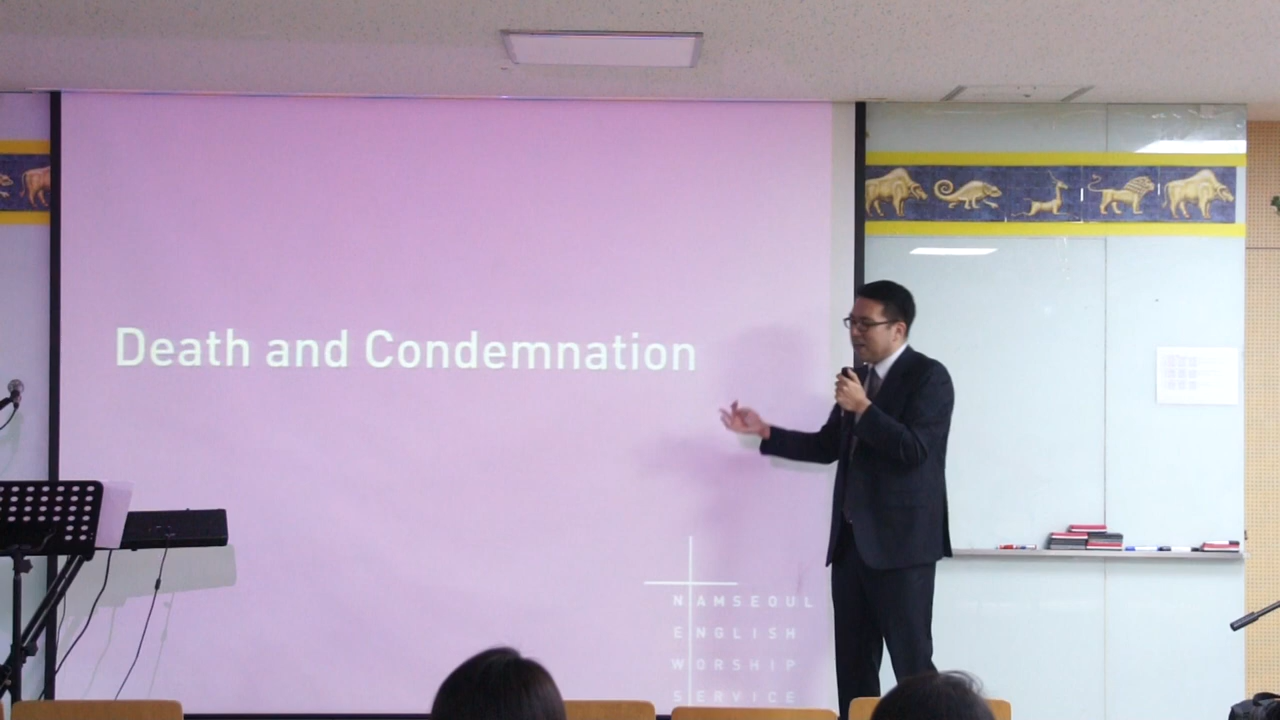 Death and Condemnation
NAMSEOUL
ENGLISH
WORSHIP
SERVICE